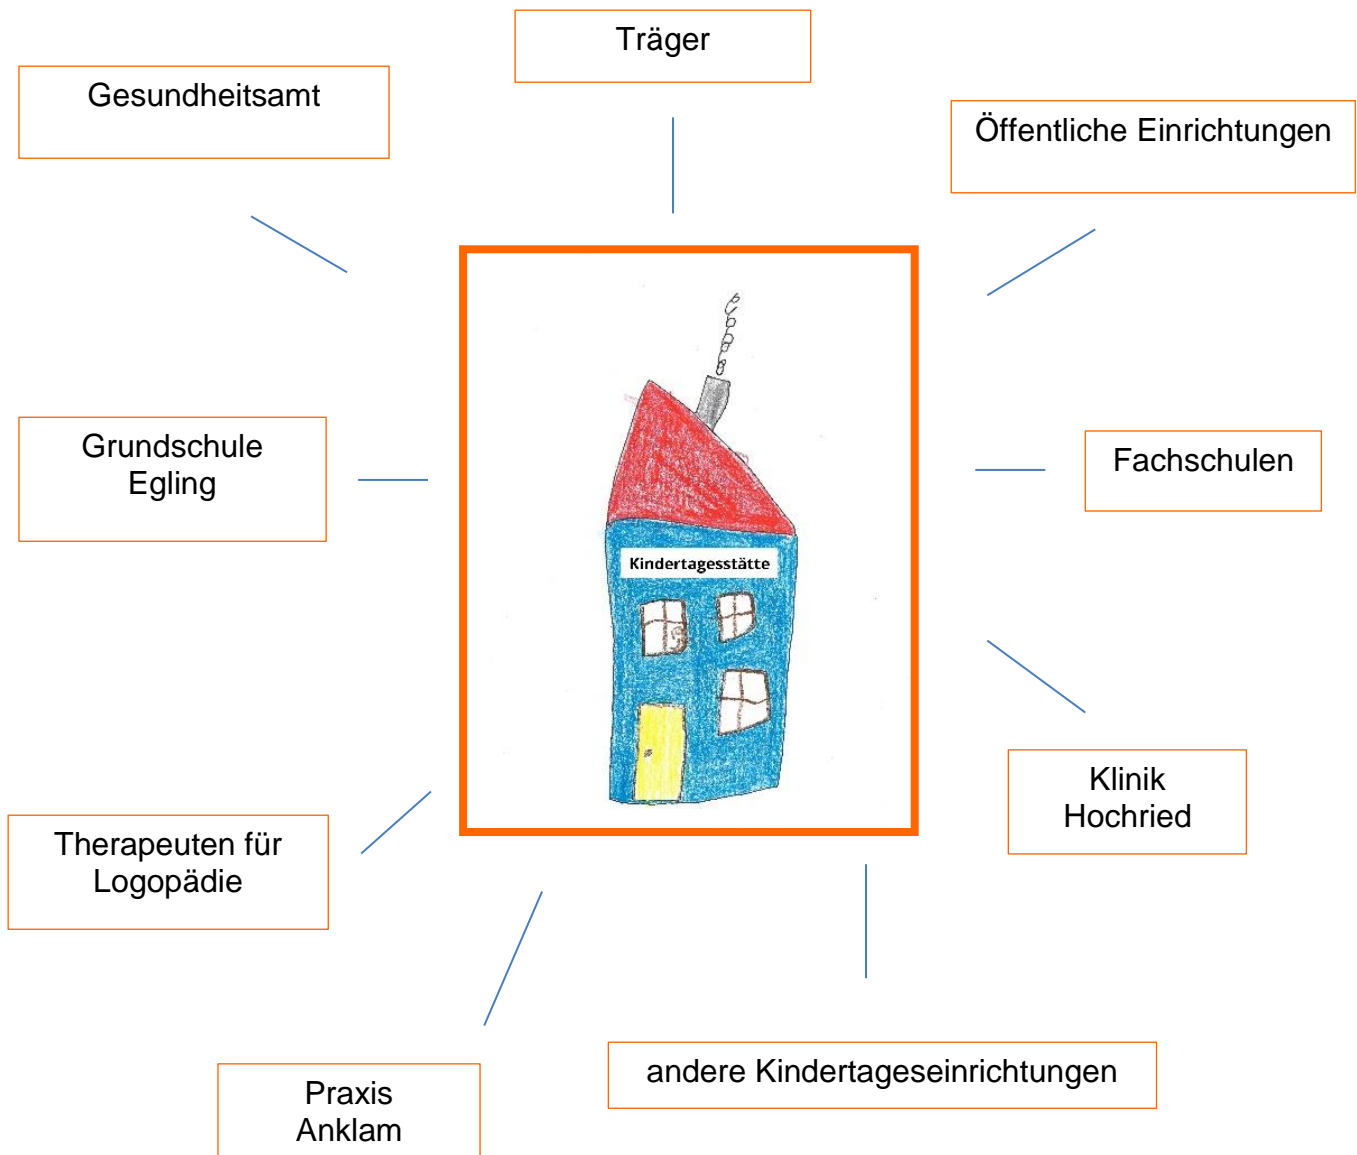 Träger
Gesundheitsamt
Öffentliche Einrichtungen
Grundschule
Egling
Fachschulen
Kindertagesstätte
Klinik
Hochried
Therapeuten für
Logopädie
andere Kindertageseinrichtungen
Praxis
Anklam